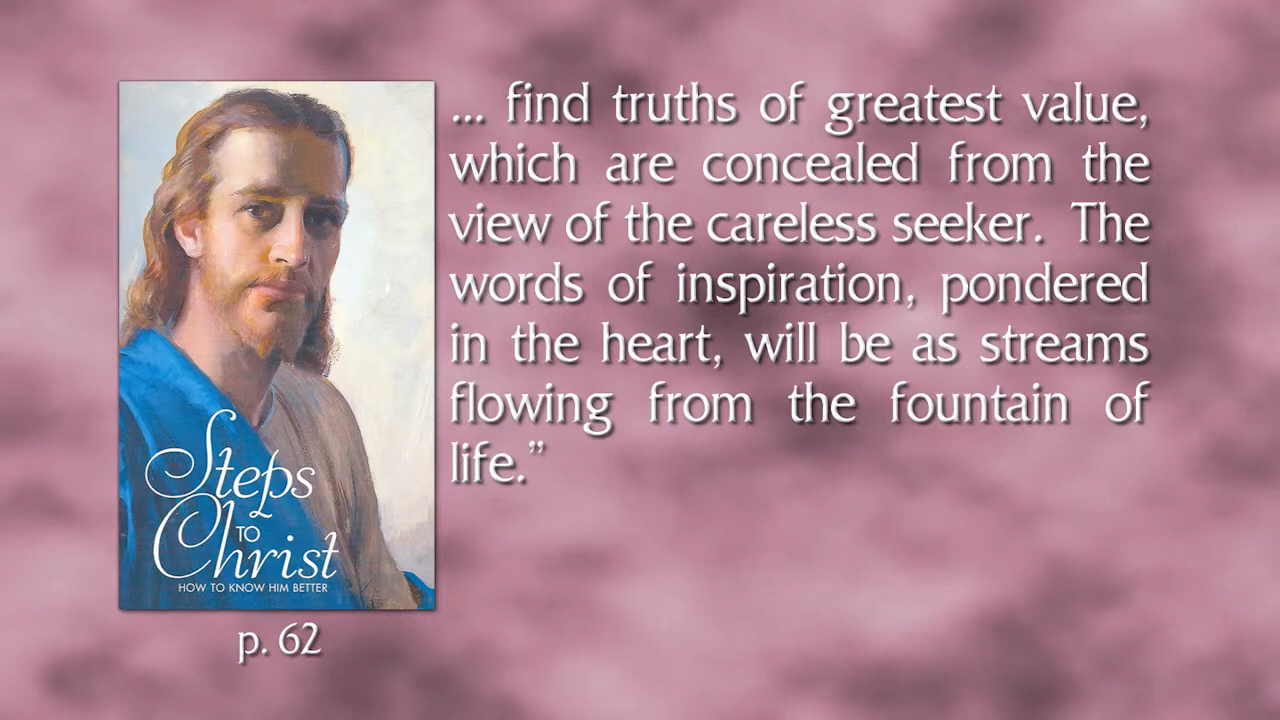 ... find truths of greatest value,
which are concealed from the
view of the careless seeker.  The
words of inspiration, pondered
in the heart, will be as streams
flowing from the fountain of
life.”
Steps
TO
Christ
HOW TO KNOW HIM BETTER
p. 62